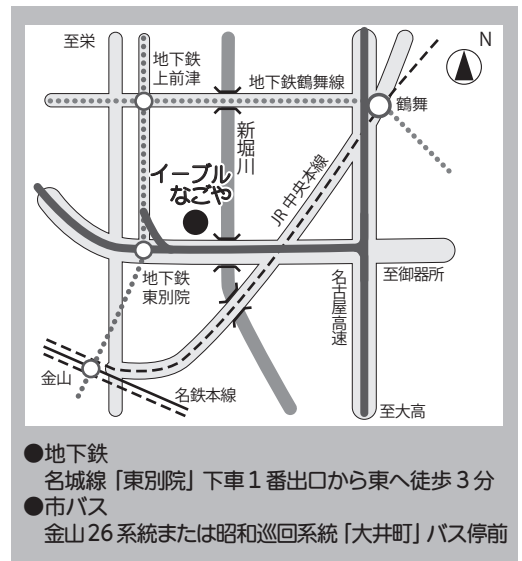 至栄
地下鉄
上前津
地下鉄鶴舞線
N
鶴舞
新堀川
イーブル
なごや
JR中央本線
地下鉄
東別院
名古屋高速
至御器所
金山
名鉄本線
至大高
●地下鉄
名城線「東別院」下車1番出口から東へ徒歩3分
●市バス
金山26系統または昭和巡回系統「大井町」バス停前